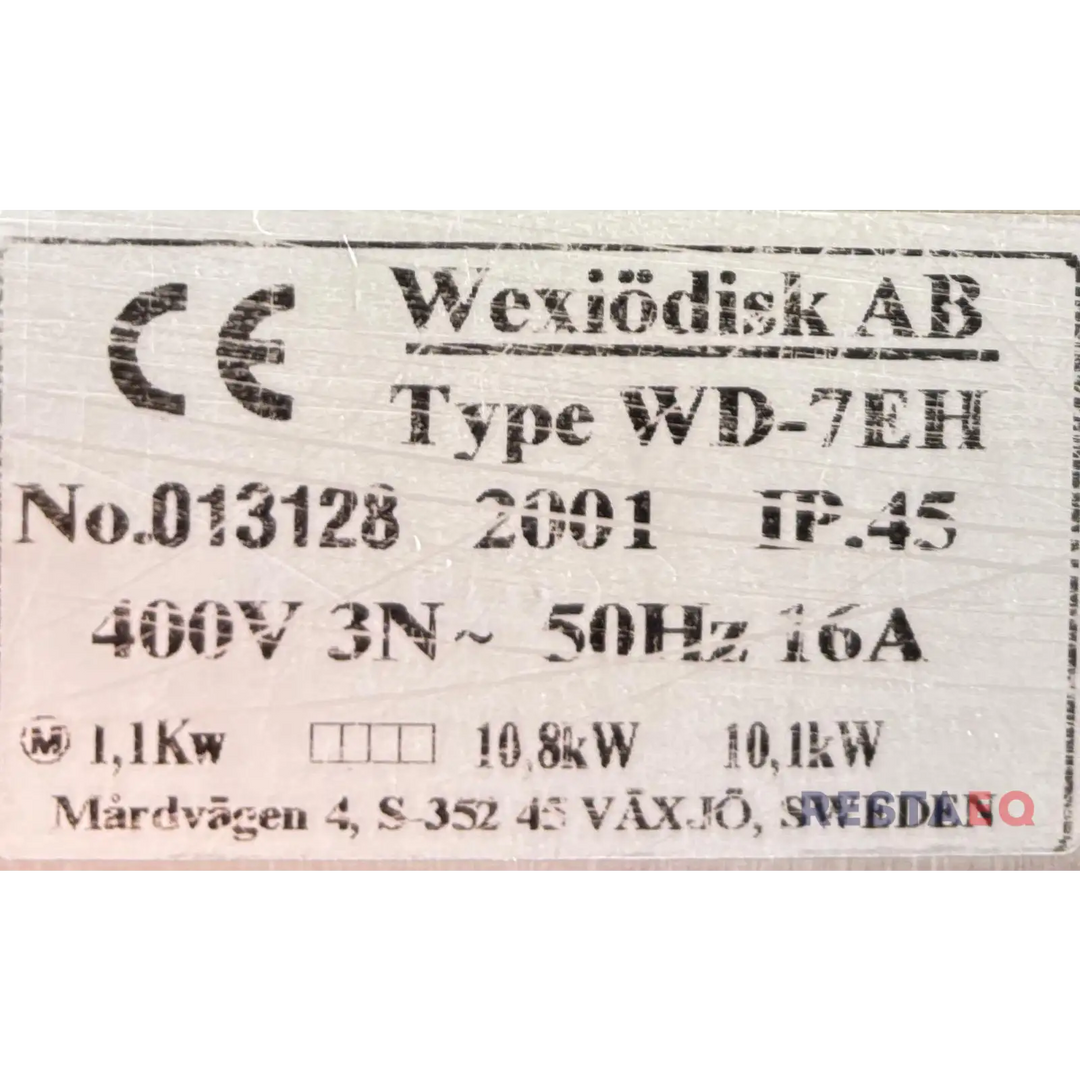 CE Wexiödisk AB
Type WD-7EH
No.013128 2001 IP.45
400V 3N~ 50Hz 16A
M 1,1Kw 10,8kW 10,1kW
Mårdvägen 4, S-352 45 VÄXJÖ, SWEDEN
RESTAEQ